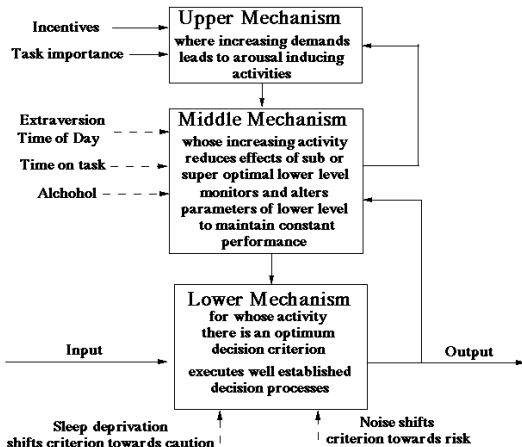 Incentives
Task importance
Upper Mechanism
where increasing demands
leads to arousal inducing
activities
Extraversion
Time of Day
Time on task
Alchohol
Middle Mechanism
whose increasing activity
reduces effects of sub or
super optimal lower level
monitors and alters
parameters of lower level
to maintain constant
performance
Lower Mechanism
for whose activity
there is an optimum
decision criterion
executes well established
decision processes
Input
Output
Sleep deprivation
shifts criterion towards caution
Noise shifts
criterion towards risk